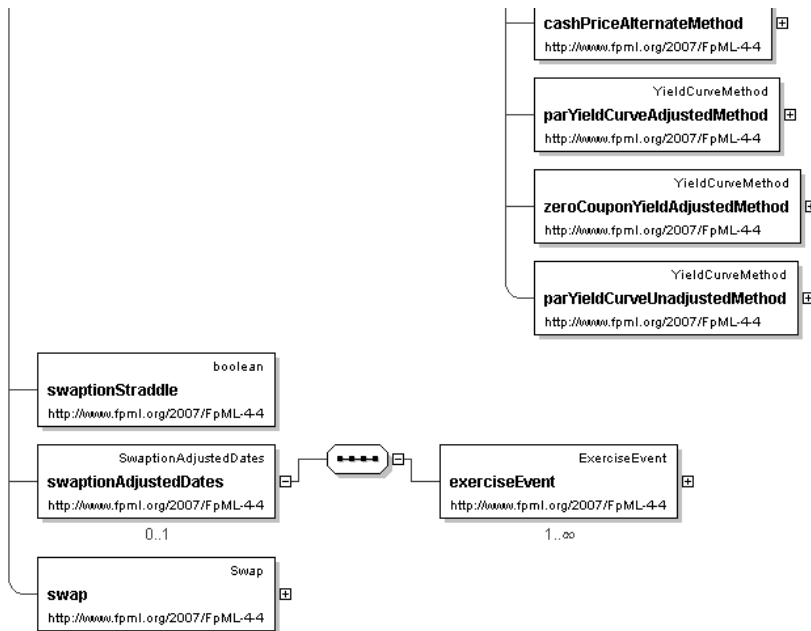 cashPriceAlternateMethod
http://www.fpml.org/2007/FpML-4-4
YieldCurveMethod
parYieldCurveAdjustedMethod
http://www.fpml.org/2007/FpML-4-4
YieldCurveMethod
zeroCouponYieldAdjustedMethod
http://www.fpml.org/2007/FpML-4-4
YieldCurveMethod
parYieldCurveUnadjustedMethod
http://www.fpml.org/2007/FpML-4-4
boolean
swaptionStraddle
http://www.fpml.org/2007/FpML-4-4
SwaptionAdjustedDates
swaptionAdjustedDates
http://www.fpml.org/2007/FpML-4-4
0..1
ExerciseEvent
exerciseEvent
http://www.fpml.org/2007/FpML-4-4
1..∞
Swap
swap
http://www.fpml.org/2007/FpML-4-4